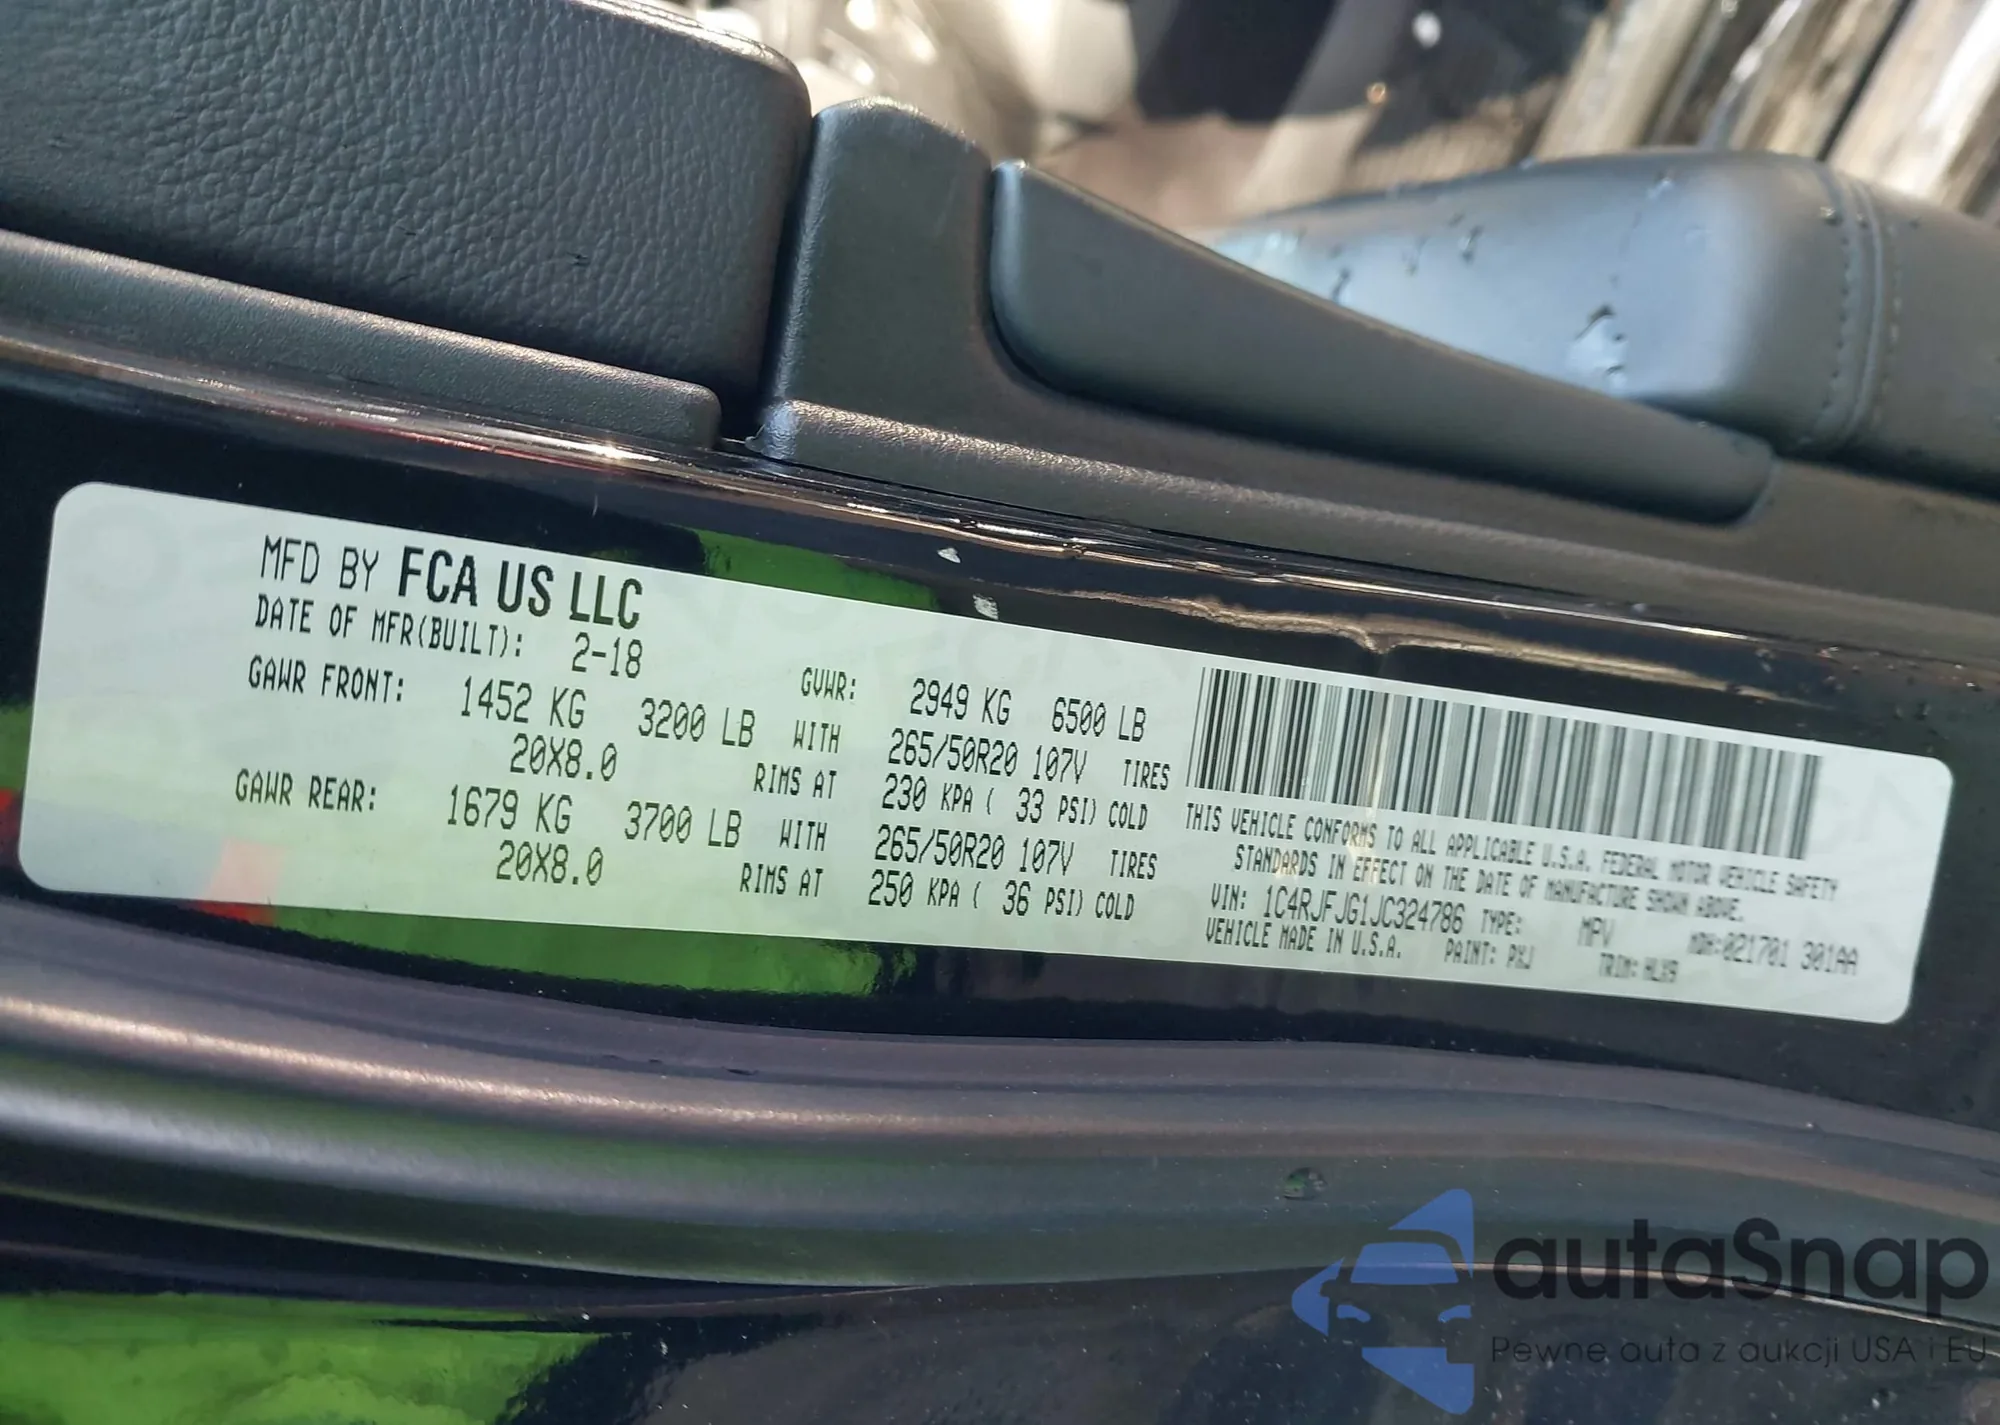 MFD BY FCA US LLC
DATE OF MFR(BUILT): 2-18
GVWR: 2949 KG 6500 LB
GAWR FRONT: 1452 KG 3200 LB WITH 265/50R20 107V TIRES
20X8.0 RIMS AT 230 KPA ( 33 PSI) COLD
GAWR REAR: 1679 KG 3700 LB WITH 265/50R20 107V TIRES
20X8.0 RIMS AT 250 KPA ( 36 PSI) COLD
THIS VEHICLE CONFORMS TO ALL APPLICABLE U.S.A. FEDERAL MOTOR VEHICLE SAFETY
STANDARDS IN EFFECT ON THE DATE OF MANUFACTURE SHOWN ABOVE.
VIN: 1C4RJFJG1JC324786 TYPE: MPV MDH:021701 301AA
VEHICLE MADE IN U.S.A. PAINT: PXJ TRIM: HLX9
autaSnap
Pewne auta z aukcji USA i EU